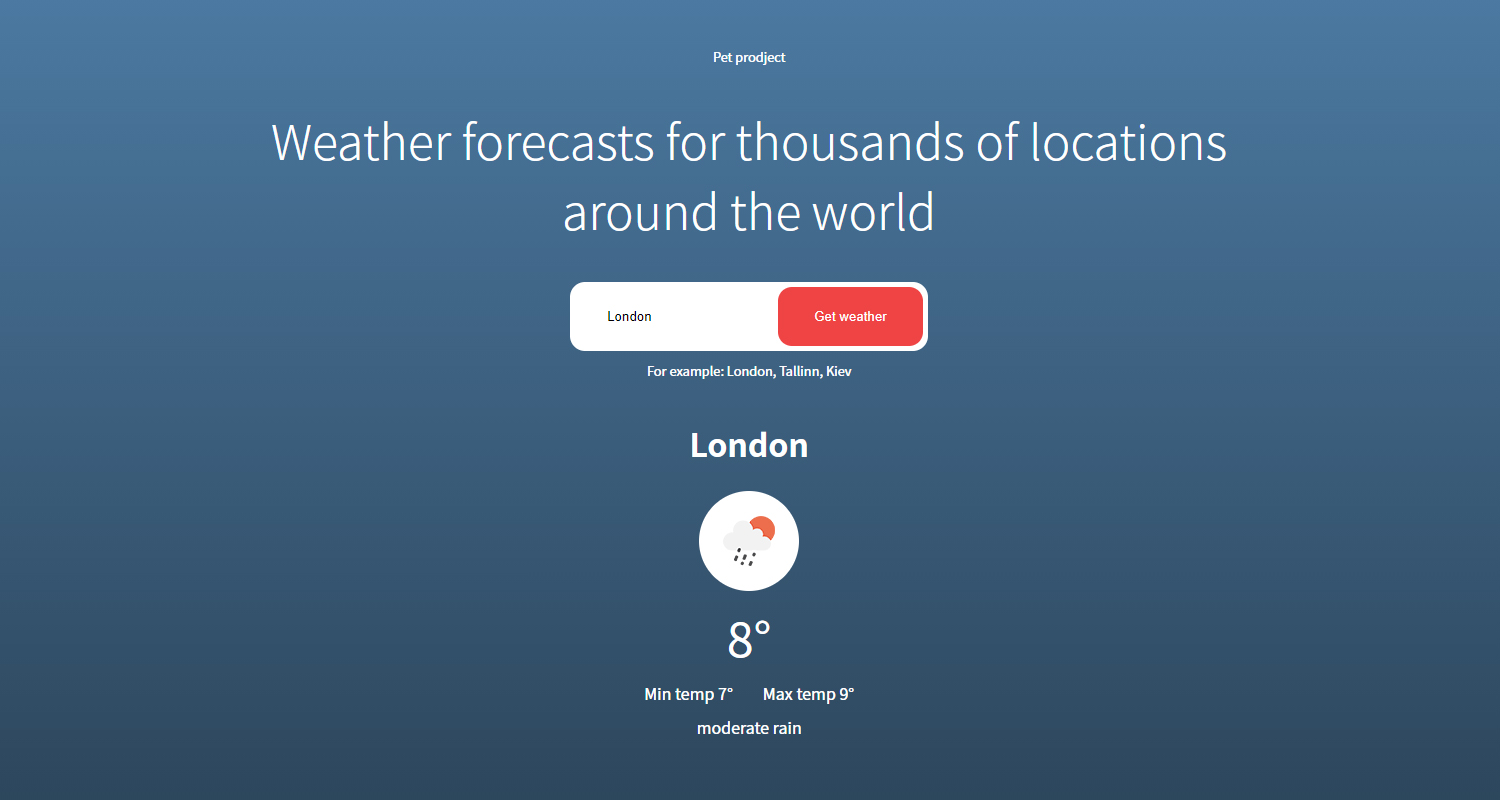 Pet prodject
Weather forecasts for thousands of locations
around the world
London
Get weather
For example: London, Tallinn, Kiev
London
8°
Min temp 7° Max temp 9°
moderate rain